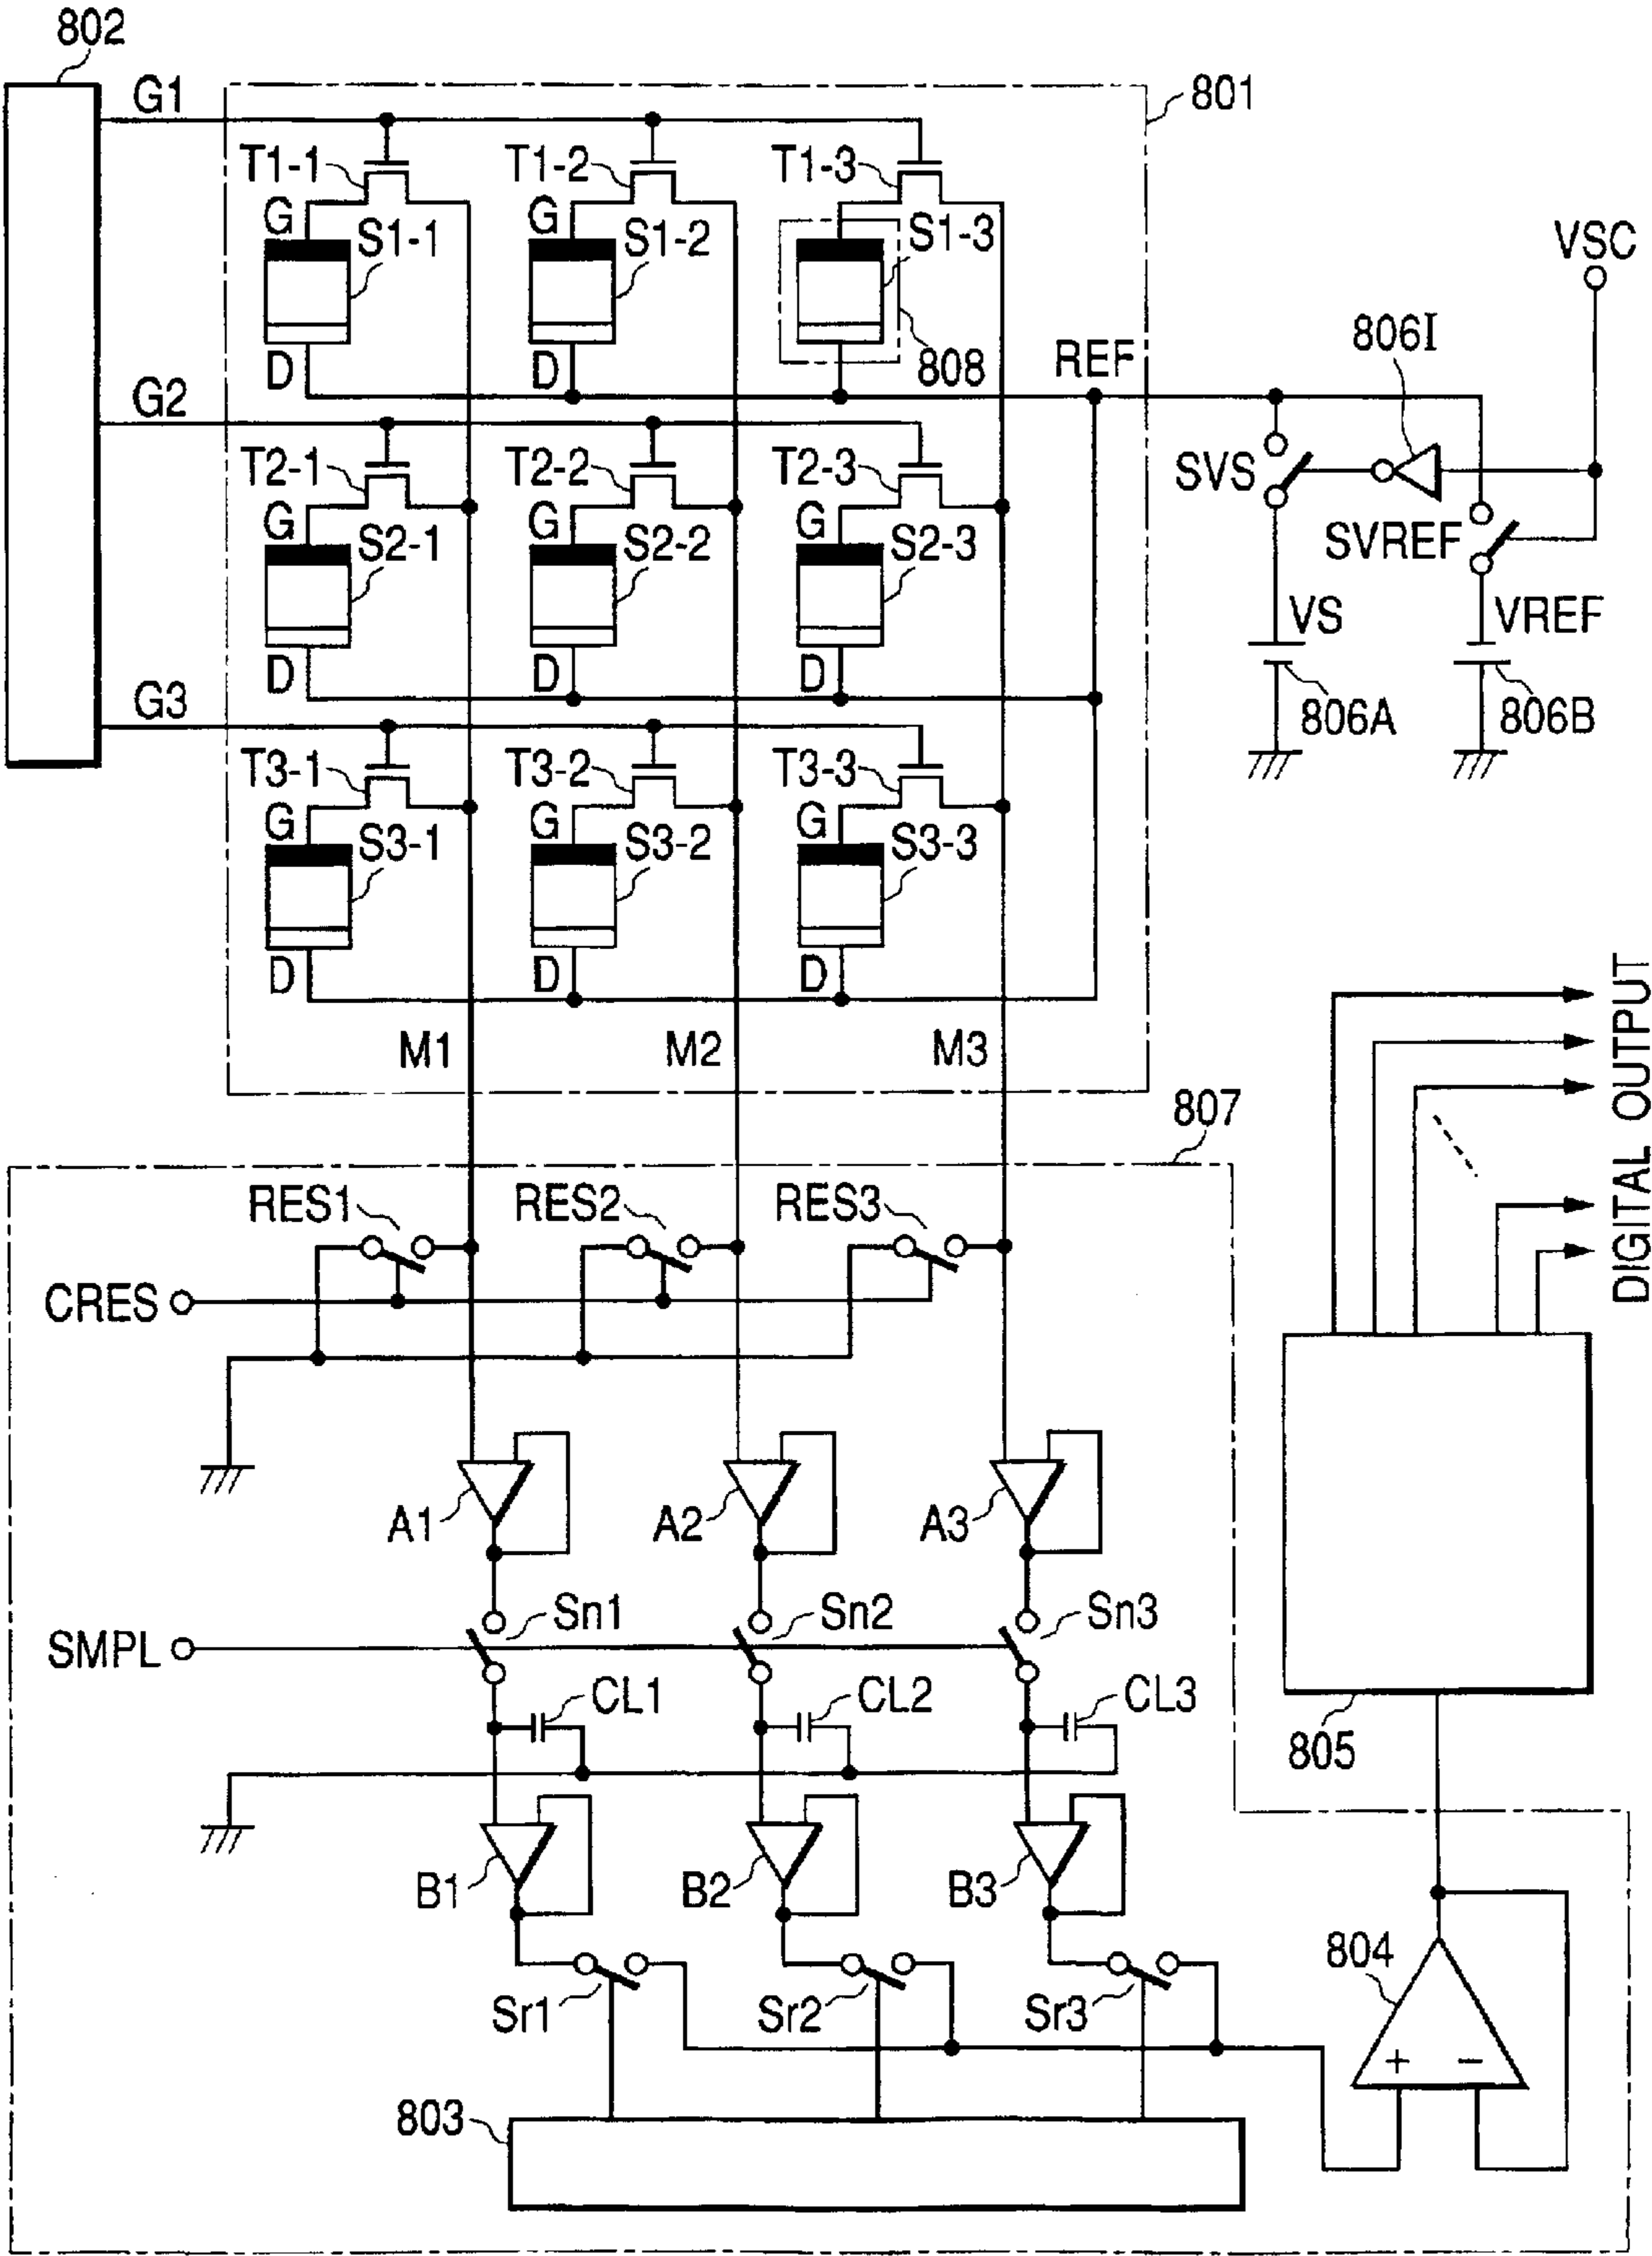 802
G1
801
T1-1
T1-2
T1-3
G
S1-1
G
S1-2
S1-3
VSC
D
D
808
REF
806I
G2
T2-1
T2-2
T2-3
SVS
G
S2-1
G
S2-2
G
S2-3
SVREF
D
D
D
VS
VREF
G3
806A
806B
T3-1
T3-2
T3-3
G
S3-1
G
S3-2
G
S3-3
D
D
D
M1
M2
M3
DIGITAL OUTPUT
807
RES1
RES2
RES3
CRES
A1
A2
A3
Sn1
Sn2
Sn3
SMPL
CL1
CL2
CL3
805
B1
B2
B3
804
Sr1
Sr2
Sr3
+ −
803